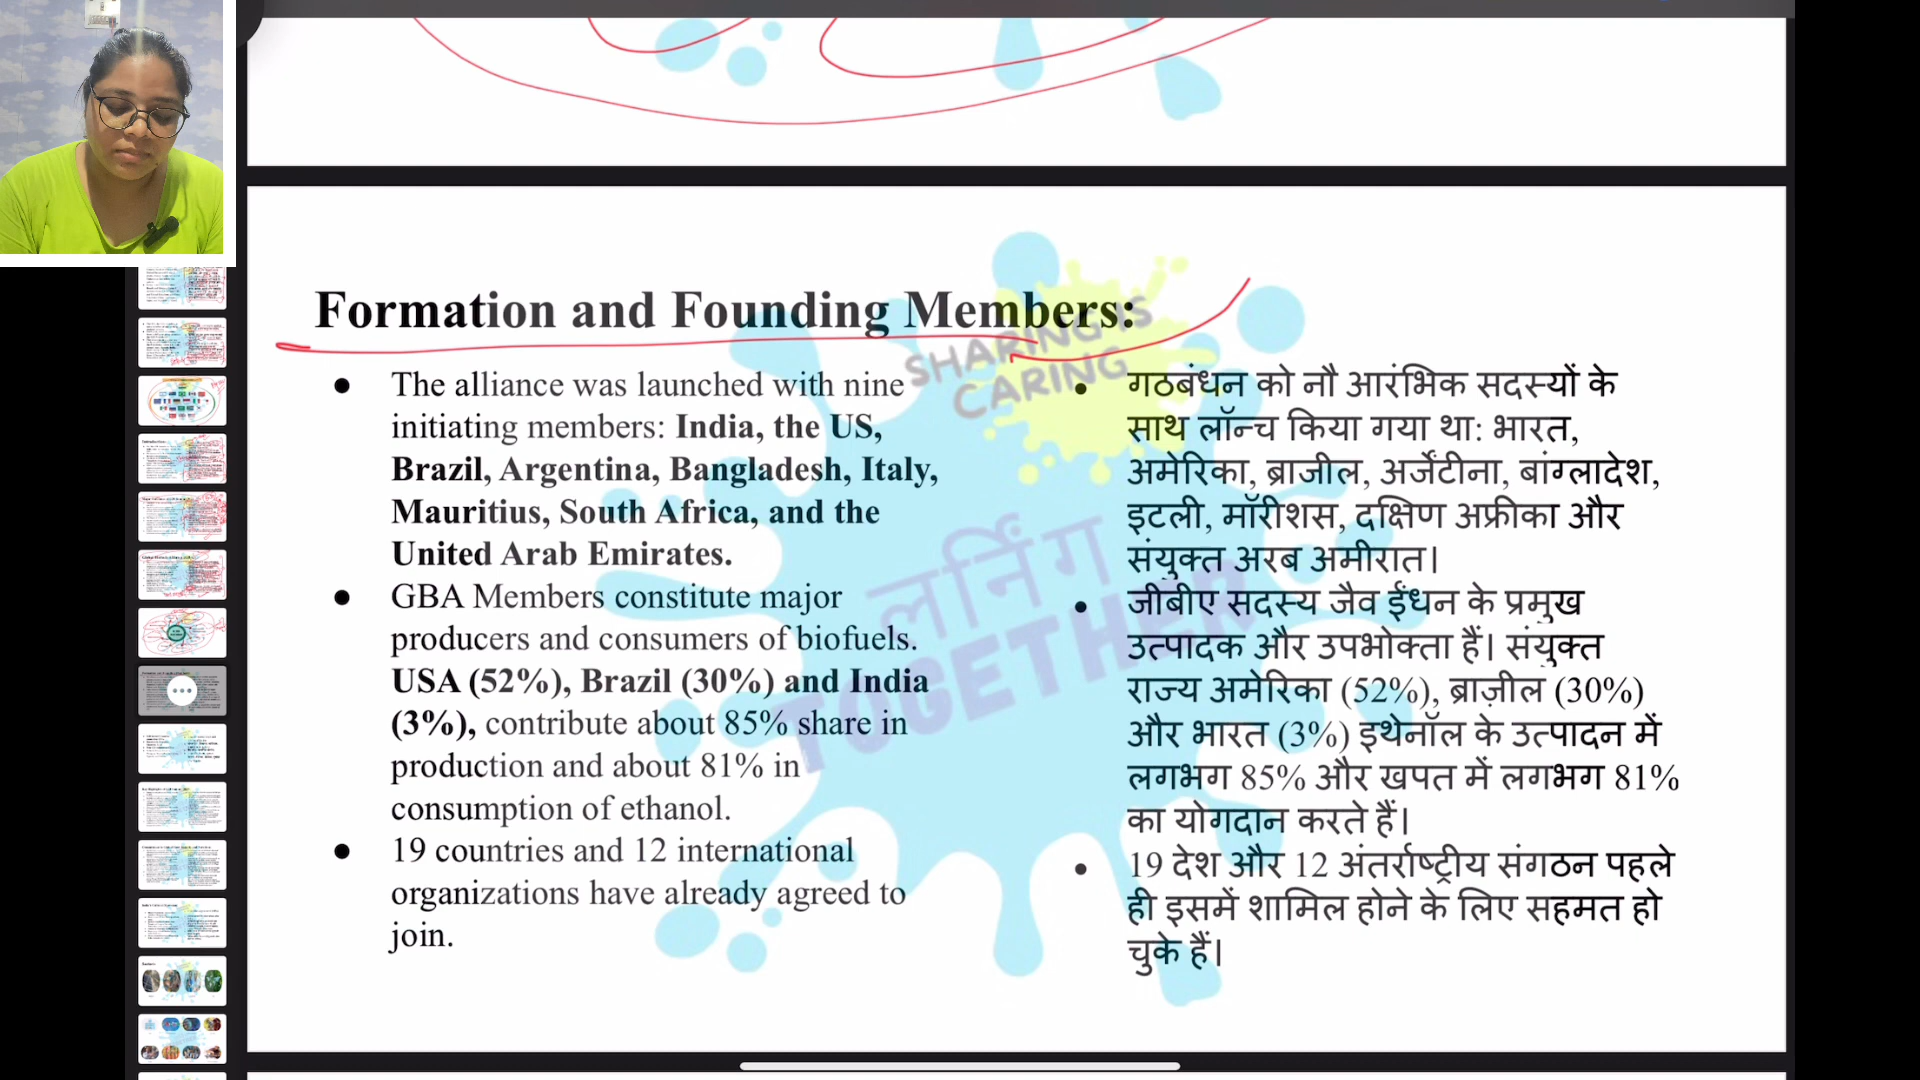 Formation and Founding Members:
The alliance was launched with nine
initiating members: India, the US,
Brazil, Argentina, Bangladesh, Italy,
Mauritius, South Africa, and the
United Arab Emirates.
GBA Members constitute major
producers and consumers of biofuels.
USA (52%), Brazil (30%) and India
(3%), contribute about 85% share in
production and about 81% in
consumption of ethanol.
19 countries and 12 international
organizations have already agreed to
join.
गठबंधन को नौ आरंभिक सदस्यों के
साथ लॉन्च किया गया था: भारत,
अमेरिका, ब्राजील, अर्जेंटीना, बांग्लादेश,
इटली, मॉरीशस, दक्षिण अफ्रीका और
संयुक्त अरब अमीरात।
जीबीए सदस्य जैव ईंधन के प्रमुख
उत्पादक और उपभोक्ता हैं। संयुक्त
राज्य अमेरिका (52%), ब्राज़ील (30%)
और भारत (3%) इथेनॉल के उत्पादन में
लगभग 85% और खपत में लगभग 81%
का योगदान करते हैं।
19 देश और 12 अंतर्राष्ट्रीय संगठन पहले
ही इसमें शामिल होने के लिए सहमत हो
चुके हैं।
SHARING IS
CARING
लर्निंग
TOGETHER